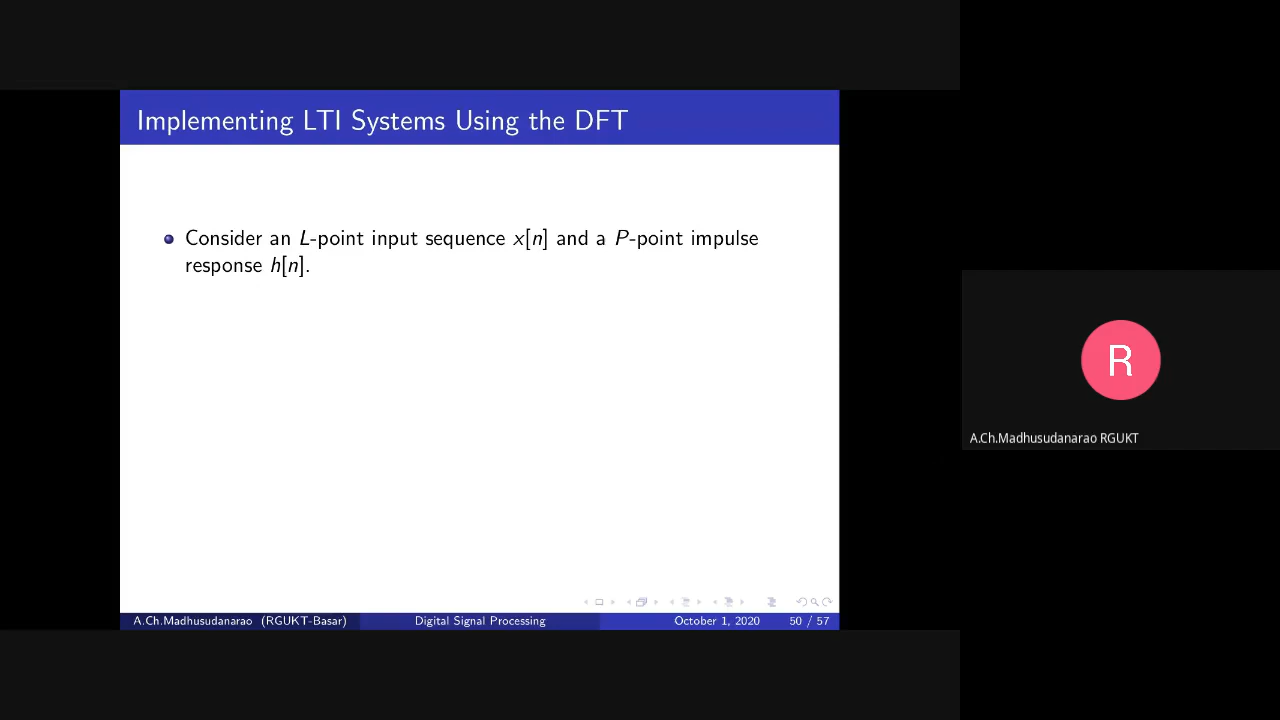 Implementing LTI Systems Using the DFT
Consider an L-point input sequence x[n] and a P-point impulse
response h[n].
R
A.Ch.Madhusudanarao RGUKT
A.Ch.Madhusudanarao (RGUKT-Basar) Digital Signal Processing October 1, 2020 50 / 57